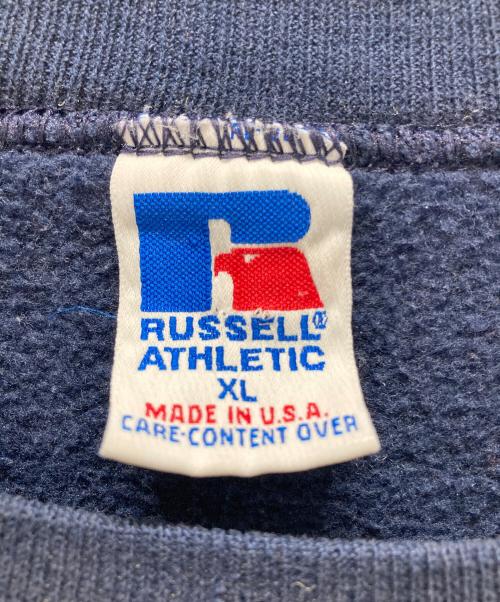 RUSSELL®
ATHLETIC
XL
MADE IN U.S.A.
CARE-CONTENT OVER